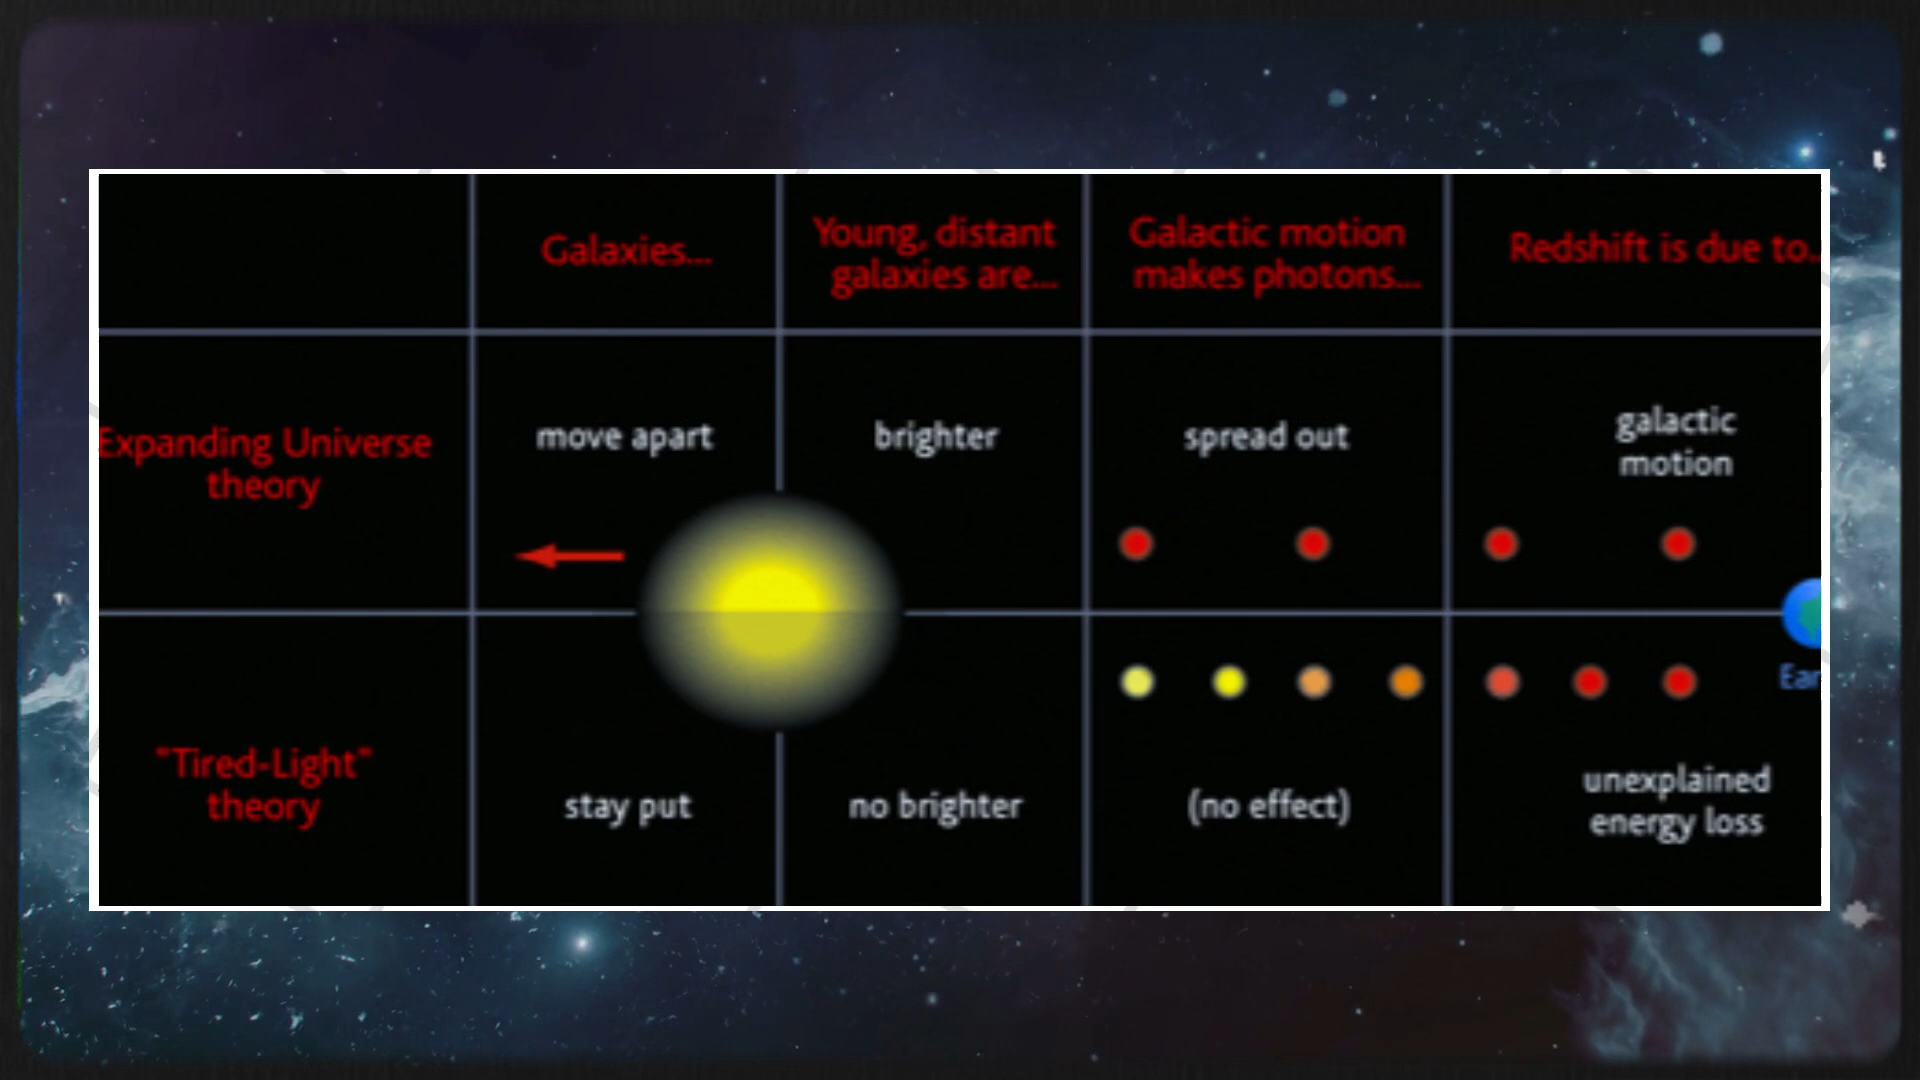 Galaxies...
Young, distant
galaxies are...
Galactic motion
makes photons...
Redshift is due to..
Expanding Universe
theory
move apart
brighter
spread out
galactic
motion
Ear
"Tired-Light"
theory
stay put
no brighter
(no effect)
unexplained
energy loss